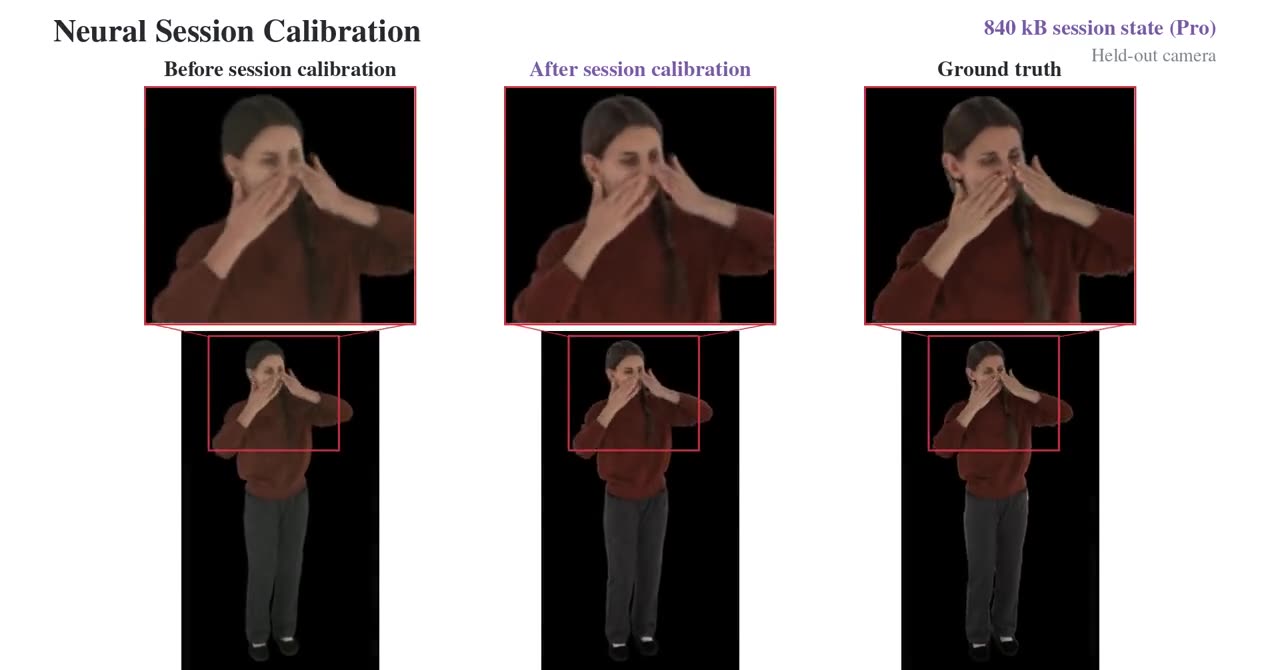 Neural Session Calibration
840 kB session state (Pro)
Held-out camera
Before session calibration
After session calibration
Ground truth